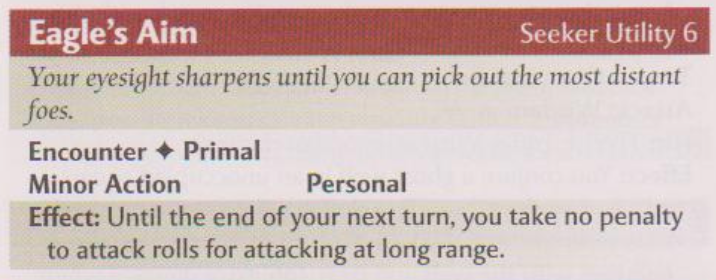 Eagle's Aim Seeker Utility 6
Your eyesight sharpens until you can pick out the most distant
foes.
Encounter ✦ Primal
Minor Action Personal
Effect: Until the end of your next turn, you take no penalty
to attack rolls for attacking at long range.